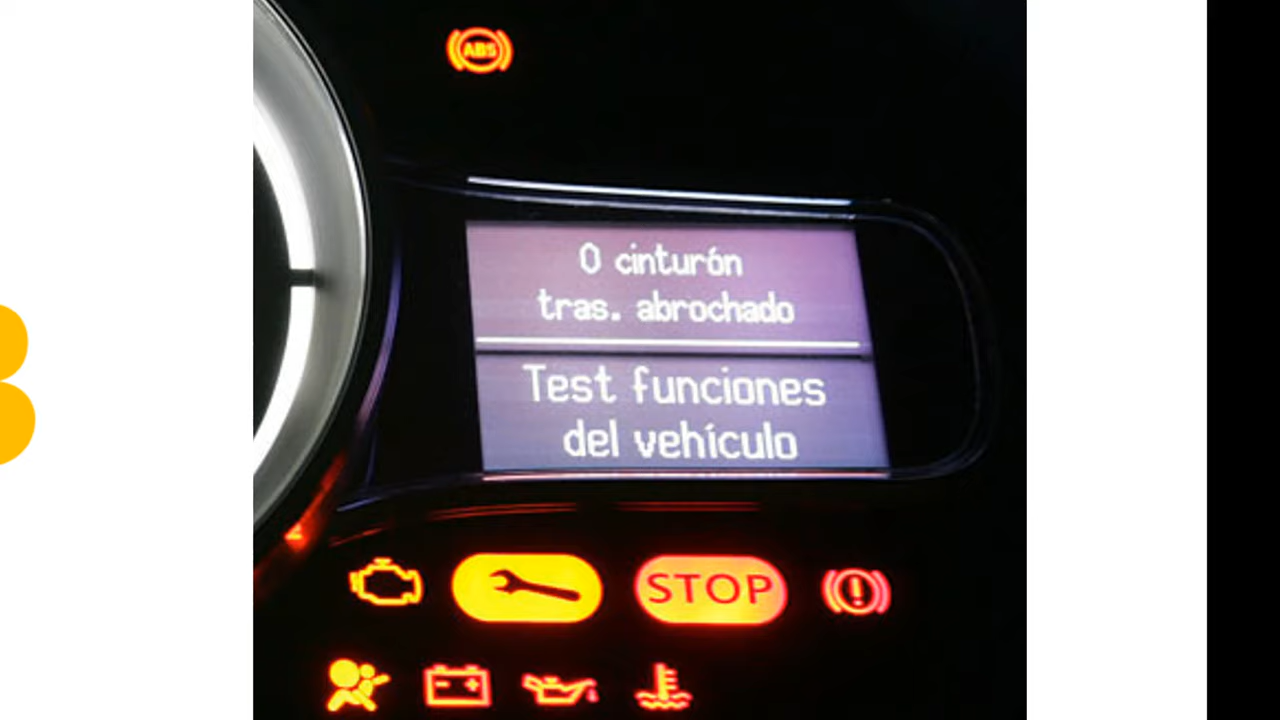 ABS
0 cinturón
tras. abrochado
Test funciones
del vehículo
STOP